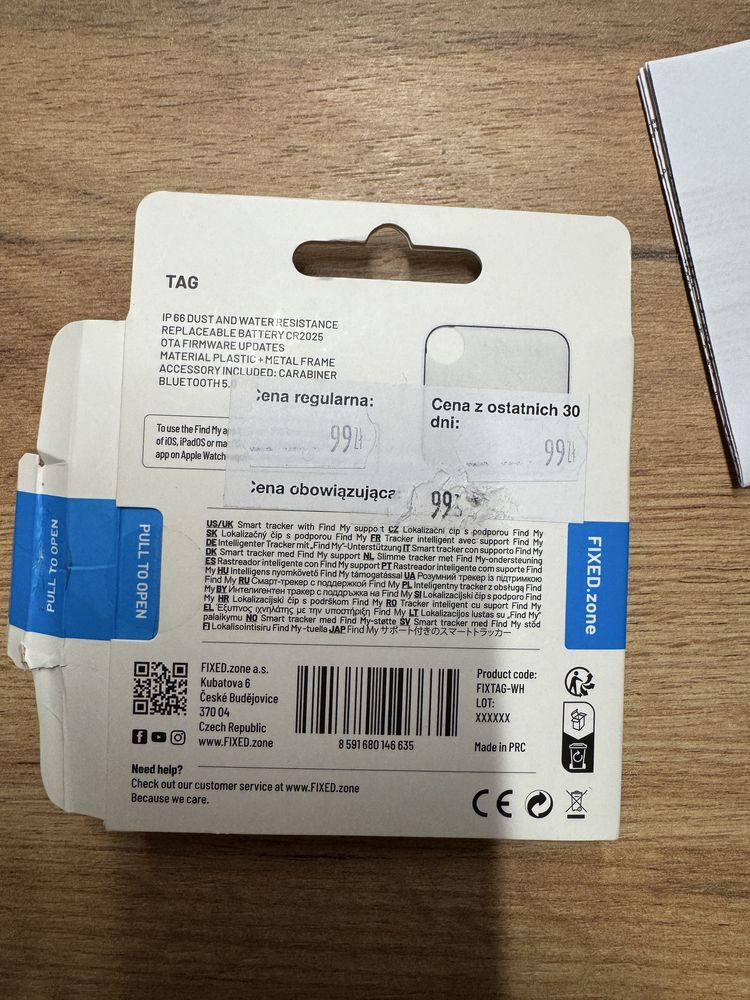 TAG
IP 66 DUST AND WATER RESISTANCE
REPLACEABLE BATTERY CR2025
OTA FIRMWARE UPDATES
MATERIAL PLASTIC + METAL FRAME
ACCESSORY INCLUDED: CARABINER
BLUETOOTH 5.0
To use the Find My
of iOS, iPadOS or
app on Apple Watch
Cena regularna:
99 zł
Cena z ostatnich 30
dni:
99 zł
Cena obowiązująca
99
PULL TO OPEN
PULL TO OPEN
US/UK Smart tracker with Find My support CZ Lokalizační čip s podporou Find My
SK Lokalizačný čip s podporou Find My FR Tracker intelligent avec support Find My
DE Intelligenter Tracker mit „Find My“-Unterstützung IT Smart tracker con supporto Find My
DK Smart tracker med Find My support NL Slimme tracker met Find My-ondersteuning
ES Rastreador inteligente con Find My support PT Rastreador inteligente com suporte Find
My HU Intelligens nyomkövető Find My támogatással UA Розумний трекер із підтримкою
Find My RU Смарт-трекер с поддержкой Find My PL Inteligentny tracker z obsługą Find
My BY Интелигентен тракер с поддръжка на Find My SI Lokalizacijski čip s podporo Find
My HR Lokalizacijski čip s podrškom Find My RO Tracker inteligent cu suport Find My
EL Έξυπνος ιχνηλάτης με την υποστήριξη Find My LT Lokalizacijos lustas su „Find My“
palaikymu NO Smart tracker med Find My-støtte SV Smart tracker med Find My stöd
FI Lokalisointisiru Find My -tuella JAP Find My サポート付きのスマートトラッカー
FIXED.zone
FIXED.zone a.s.
Kubatova 6
České Budějovice
370 04
Czech Republic
www.FIXED.zone
8 591680 146635
Product code:
FIXTAG-WH
LOT:
XXXXXX
Made in PRC
Need help?
Check out our customer service at www.FIXED.zone
Because we care.
CE